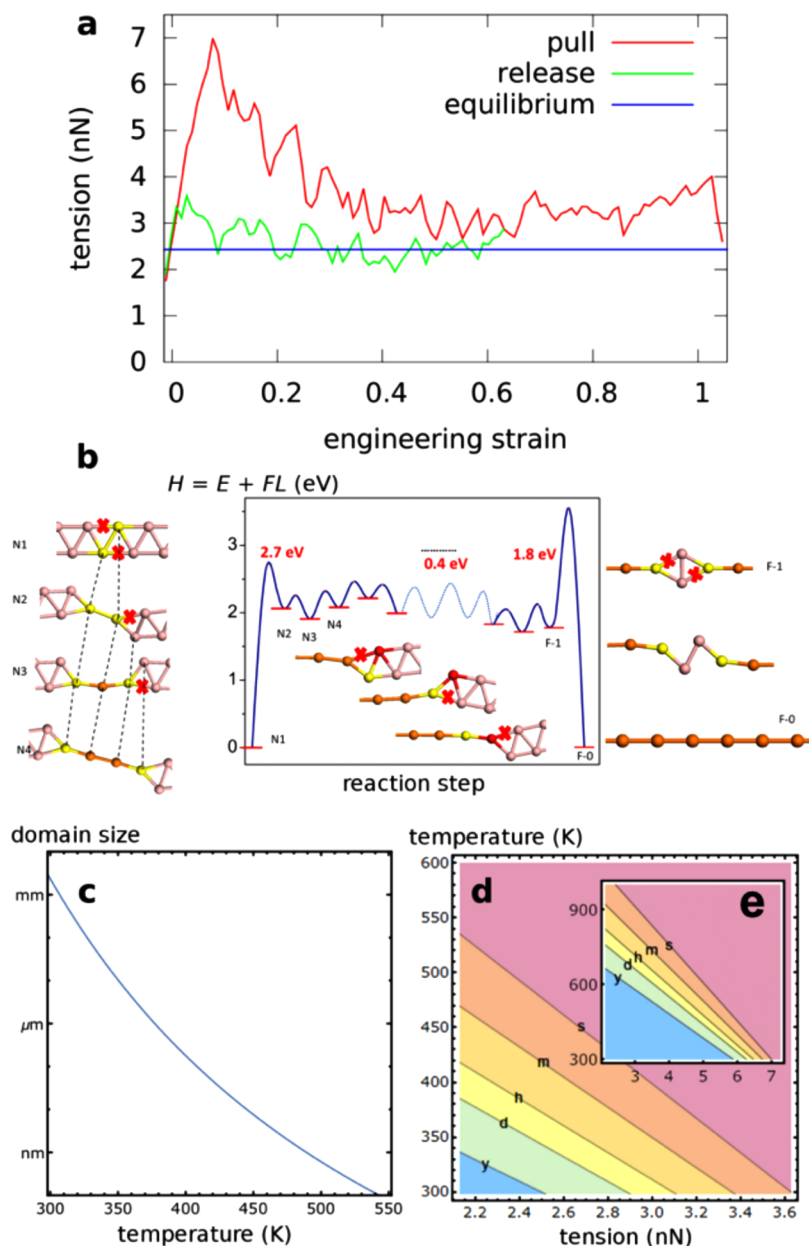 a
7
6
5
4
3
2
1
0
tension (nN)
pull
release
equilibrium
0 0.2 0.4 0.6 0.8 1
engineering strain
b
H = E + FL (eV)
N1
N2
N3
N4
3
2
1
0
2.7 eV
0.4 eV
1.8 eV
N2 N3 N4
F-1
N1
F-0
reaction step
F-1
F-0
domain size
c
mm
μm
nm
300 350 400 450 500 550
temperature (K)
temperature (K)
d
600
550
500
450
400
350
300
s
m
h
d
y
2.2 2.4 2.6 2.8 3.0 3.2 3.4 3.6
tension (nN)
e
900
600
300
y d h m s
3 4 5 6 7